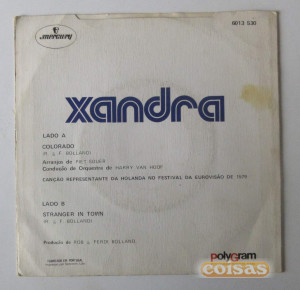 mercury
6013 530
xandra
LADO A
COLORADO
(R. y F. BOLLAND)
Arranjos de PIET SOUER
Condução de Orquestra de HARRY VAN HOOF
CANÇÃO REPRESENTANTE DA HOLANDA NO FESTIVAL DA EUROVISÃO DE 1979
LADO B
STRANGER IN TOWN
(R. y F. BOLLAND)
Produção de ROB y FERDI BOLLAND
polygram
coisas